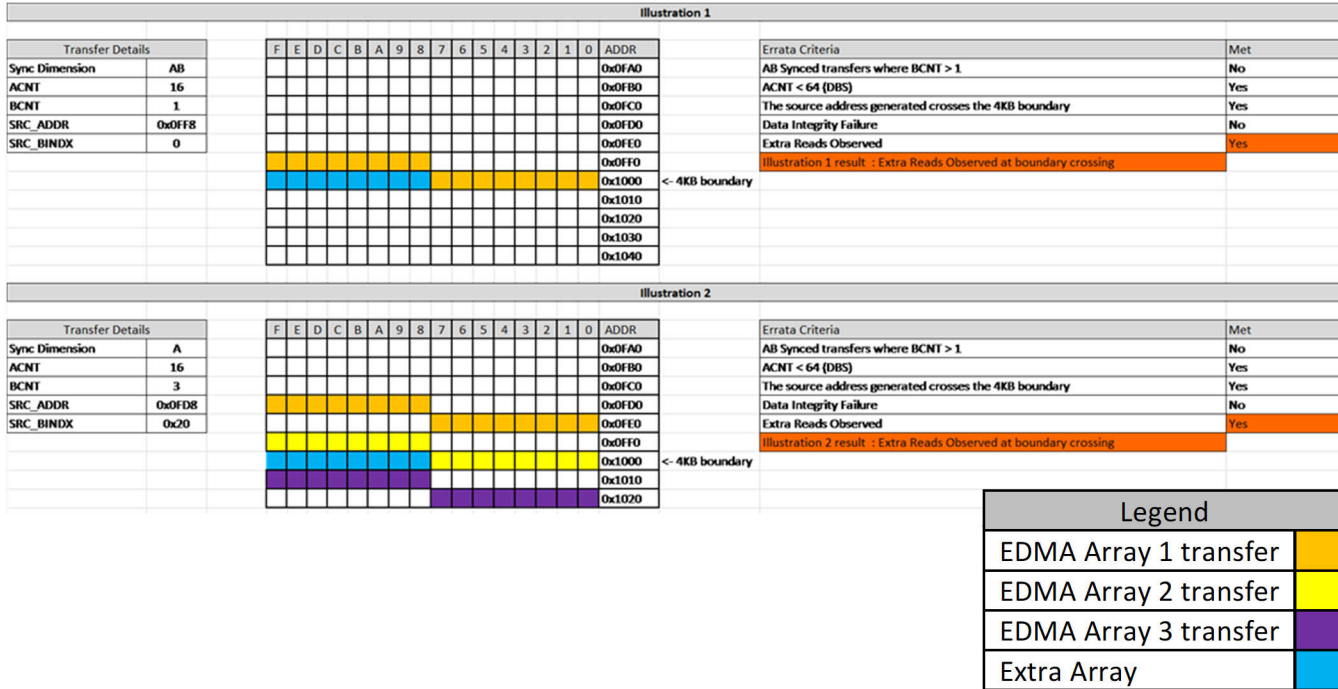 Illustration 1
Transfer Details F E D C B A 9 8 7 6 5 4 3 2 1 0 ADDR Errata Criteria Met
Sync Dimension AB 0x0FA0 AB Synced transfers where BCNT > 1 No
ACNT 16 0x0FB0 ACNT < 64 (DBS) Yes
BCNT 1 0x0FC0 The source address generated crosses the 4KB boundary Yes
SRC_ADDR 0x0FF8 0x0FD0 Data Integrity Failure No
SRC_BINDX 0 0x0FE0 Extra Reads Observed Yes
0x0FF0 Illustration 1 result : Extra Reads Observed at boundary crossing
0x1000 <- 4KB boundary
0x1010
0x1020
0x1030
0x1040
Illustration 2
Transfer Details F E D C B A 9 8 7 6 5 4 3 2 1 0 ADDR Errata Criteria Met
Sync Dimension A 0x0FA0 AB Synced transfers where BCNT > 1 No
ACNT 16 0x0FB0 ACNT < 64 (DBS) Yes
BCNT 3 0x0FC0 The source address generated crosses the 4KB boundary Yes
SRC_ADDR 0x0FD8 0x0FD0 Data Integrity Failure No
SRC_BINDX 0x20 0x0FE0 Extra Reads Observed Yes
0x0FF0 Illustration 2 result : Extra Reads Observed at boundary crossing
0x1000 <- 4KB boundary
0x1010
0x1020
Legend
EDMA Array 1 transfer
EDMA Array 2 transfer
EDMA Array 3 transfer
Extra Array